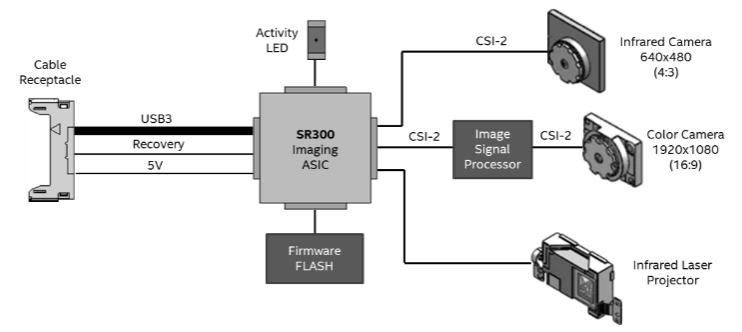 Activity
LED
CSI-2
Infrared Camera
640x480
(4:3)
Cable
Receptacle
USB3
Recovery
5V
SR300
Imaging
ASIC
CSI-2
Image
Signal
Processor
CSI-2
Color Camera
1920x1080
(16:9)
Firmware
FLASH
Infrared Laser
Projector